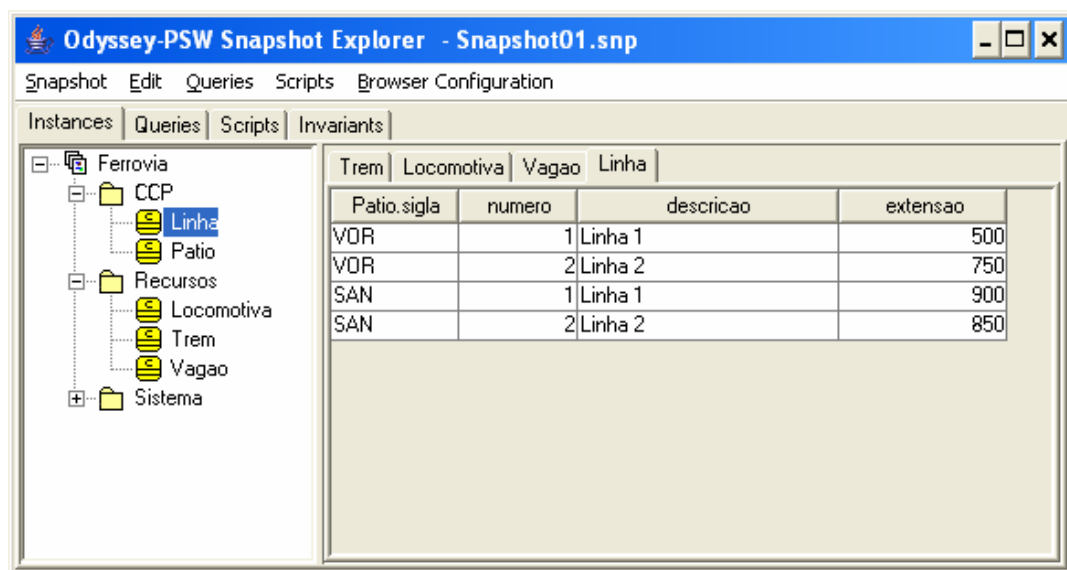 Odyssey-PSW Snapshot Explorer - Snapshot01.snp
Snapshot Edit Queries Scripts Browser Configuration
Instances Queries Scripts Invariants
Ferrovia
CCP
Linha
Patio
Recursos
Locomotiva
Trem
Vagao
Sistema
Trem Locomotiva Vagao Linha
Patio.sigla numero descricao extensao
VOR 1 Linha 1 500
VOR 2 Linha 2 750
SAN 1 Linha 1 900
SAN 2 Linha 2 850